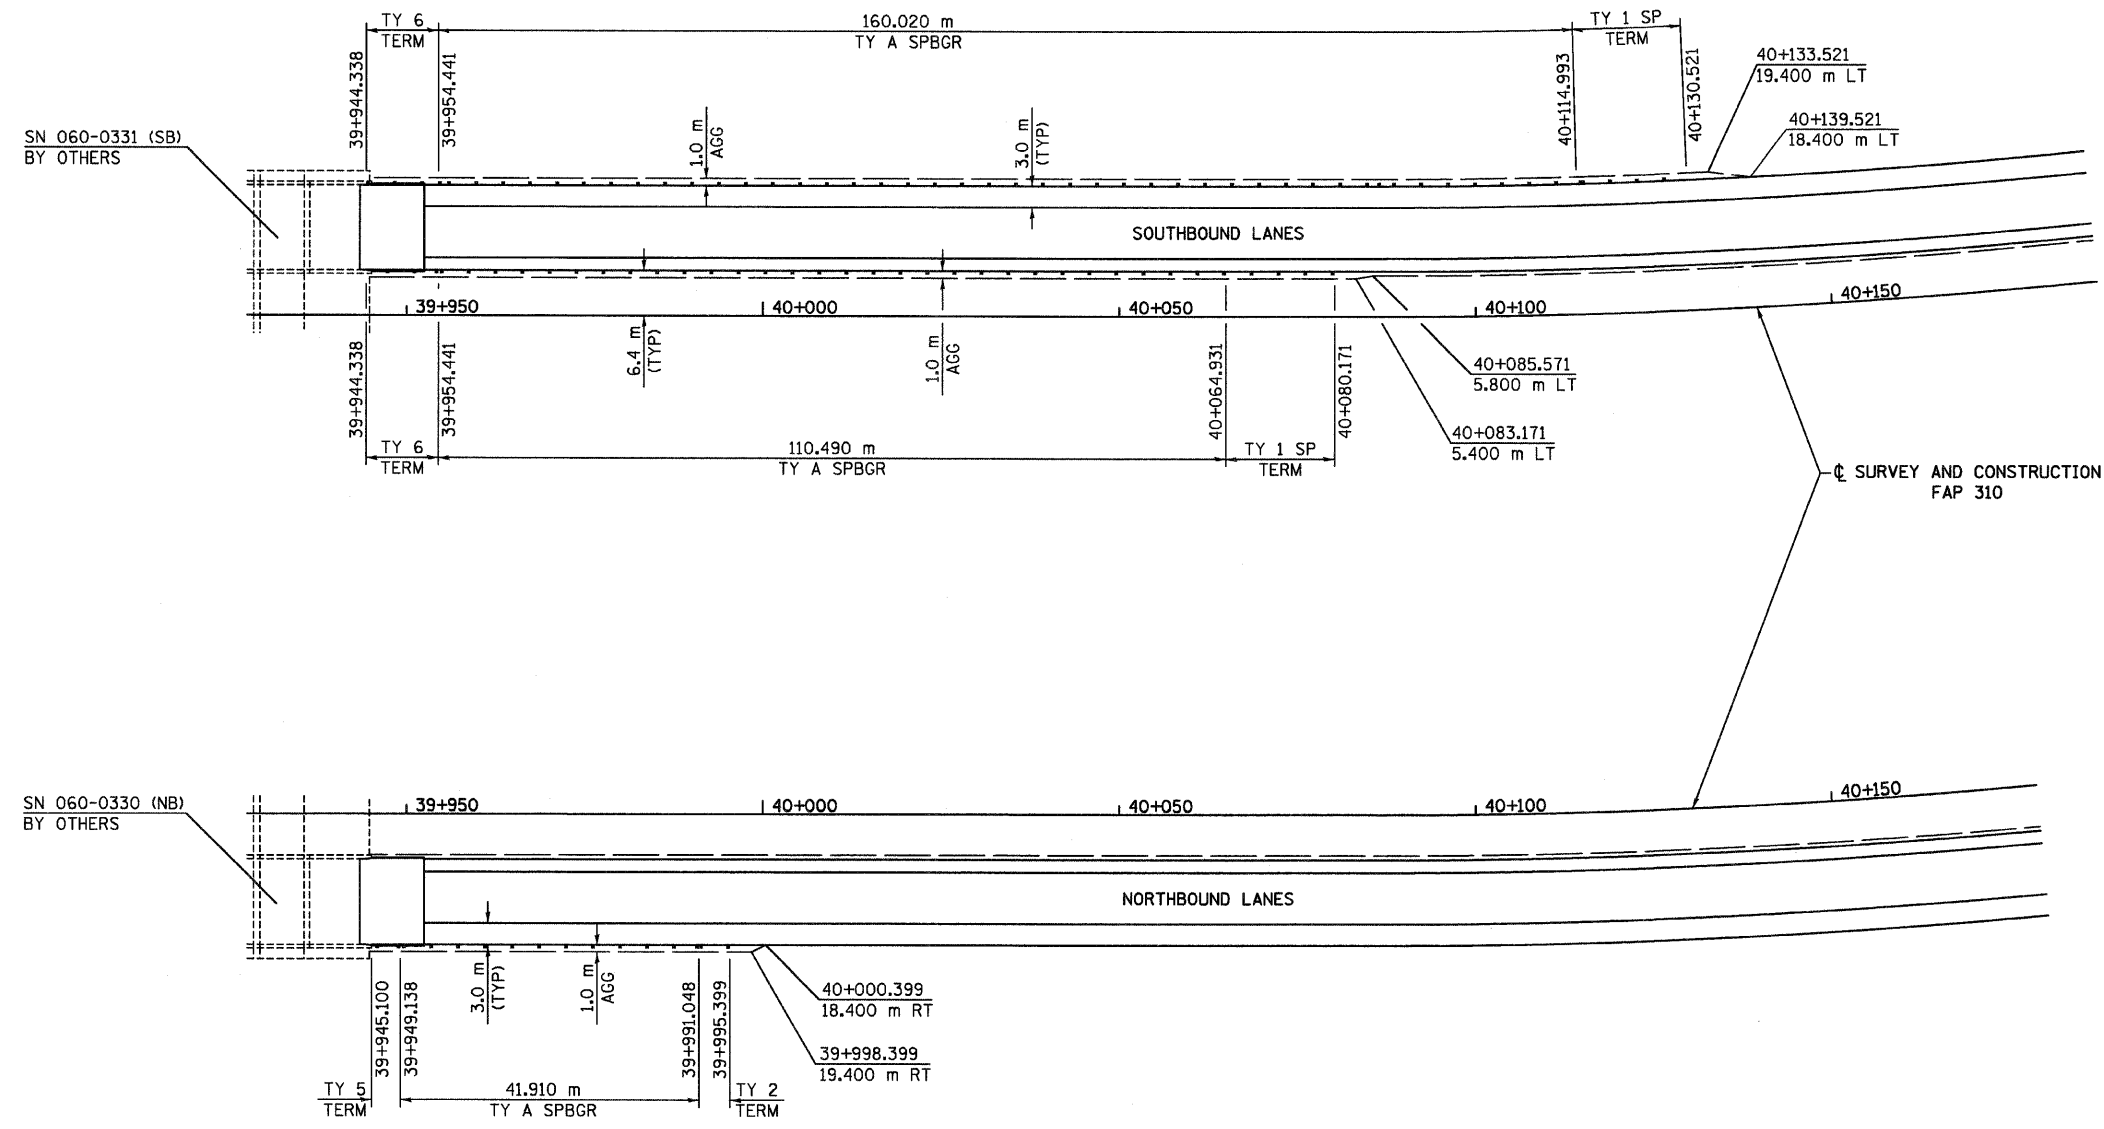 TY 6
TERM
160.020 m
TY A SPBGR
TY 1 SP
TERM
39+944.338
39+954.441
40+114.993
40+130.521
40+133.521
19.400 m LT
40+139.521
18.400 m LT
SN 060-0331 (SB)
BY OTHERS
1.0 m
AGG
3.0 m
(TYP)
SOUTHBOUND LANES
39+950
40+000
40+050
40+100
40+150
39+944.338
39+954.441
6.4 m
(TYP)
1.0 m
AGG
40+064.931
40+080.171
40+085.571
5.800 m LT
40+083.171
5.400 m LT
TY 6
TERM
110.490 m
TY A SPBGR
TY 1 SP
TERM
℄ SURVEY AND CONSTRUCTION
FAP 310
SN 060-0330 (NB)
BY OTHERS
39+950
40+000
40+050
40+100
40+150
NORTHBOUND LANES
39+945.100
39+949.138
3.0 m
(TYP)
1.0 m
AGG
39+991.048
39+995.399
40+000.399
18.400 m RT
39+998.399
19.400 m RT
TY 5
TERM
41.910 m
TY A SPBGR
TY 2
TERM